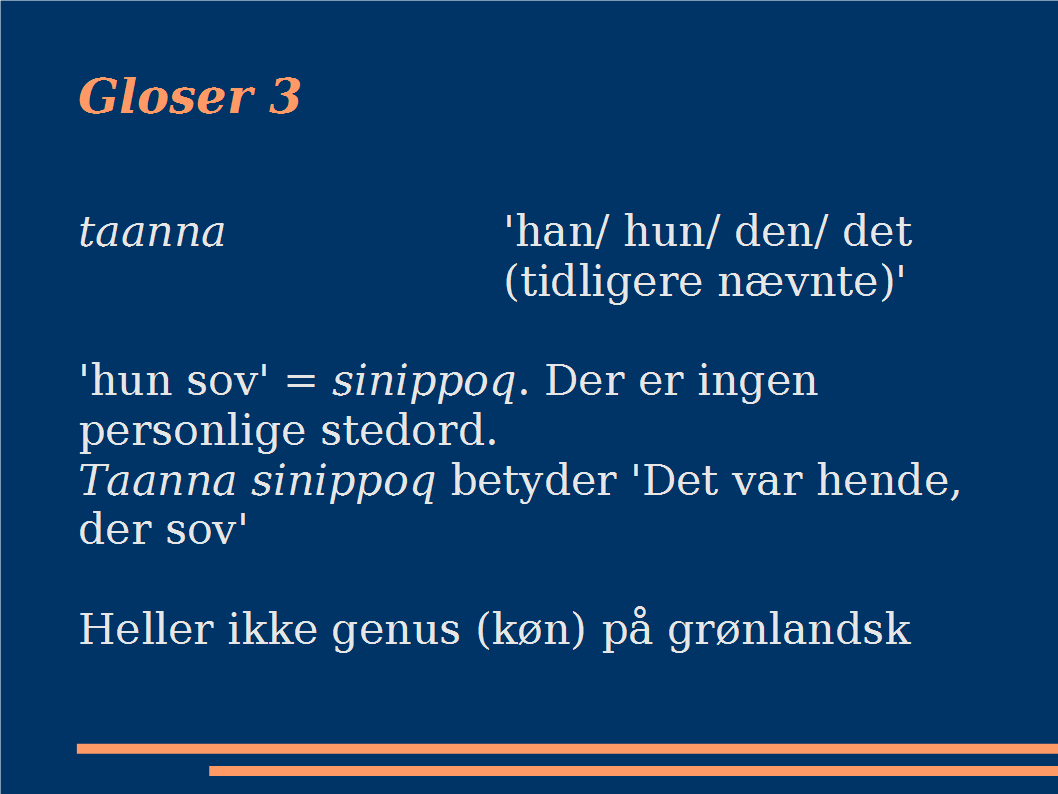 Gloser 3
taanna 'han/ hun/ den/ det
(tidligere nævnte)'
'hun sov' = sinippoq. Der er ingen
personlige stedord.
Taanna sinippoq betyder 'Det var hende,
der sov'
Heller ikke genus (køn) på grønlandsk